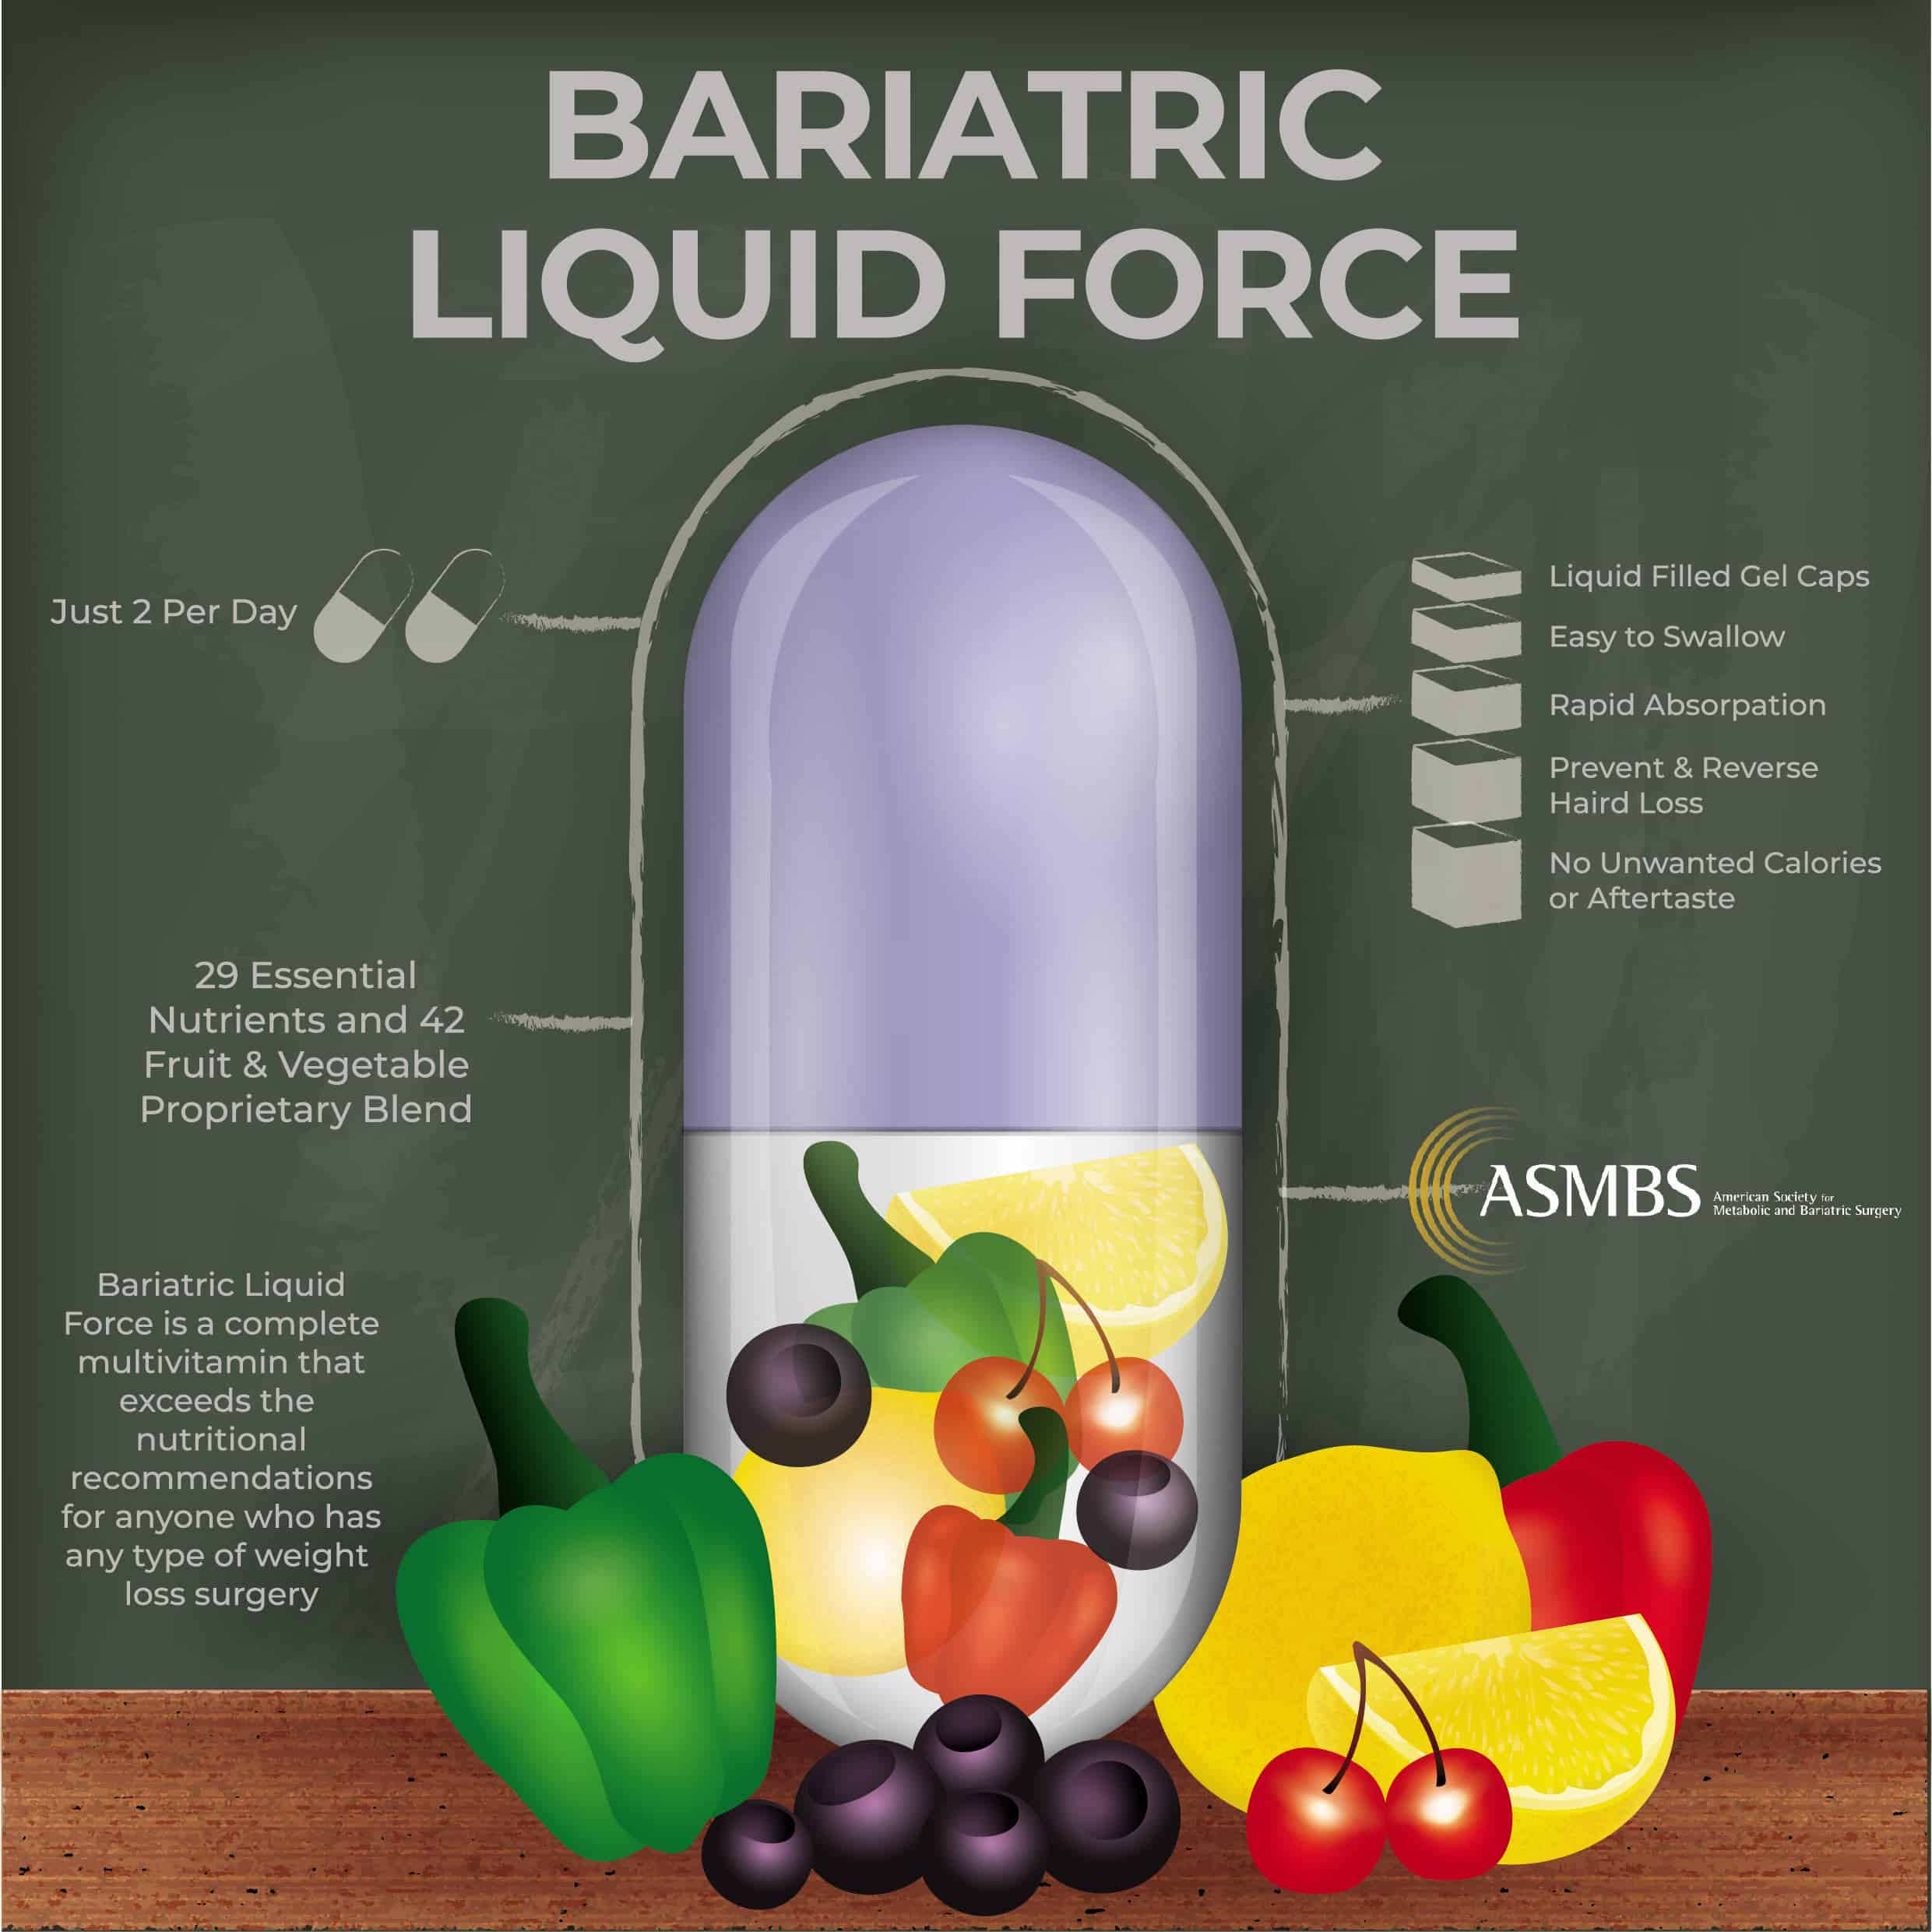 BARIATRIC
LIQUID FORCE
Just 2 Per Day
Liquid Filled Gel Caps
Easy to Swallow
Rapid Absorpation
Prevent & Reverse
Haird Loss
No Unwanted Calories
or Aftertaste
29 Essential
Nutrients and 42
Fruit & Vegetable
Proprietary Blend
ASMBS
American Society for
Metabolic and Bariatric Surgery
Bariatric Liquid
Force is a complete
multivitamin that
exceeds the
nutritional
recommendations
for anyone who has
any type of weight
loss surgery